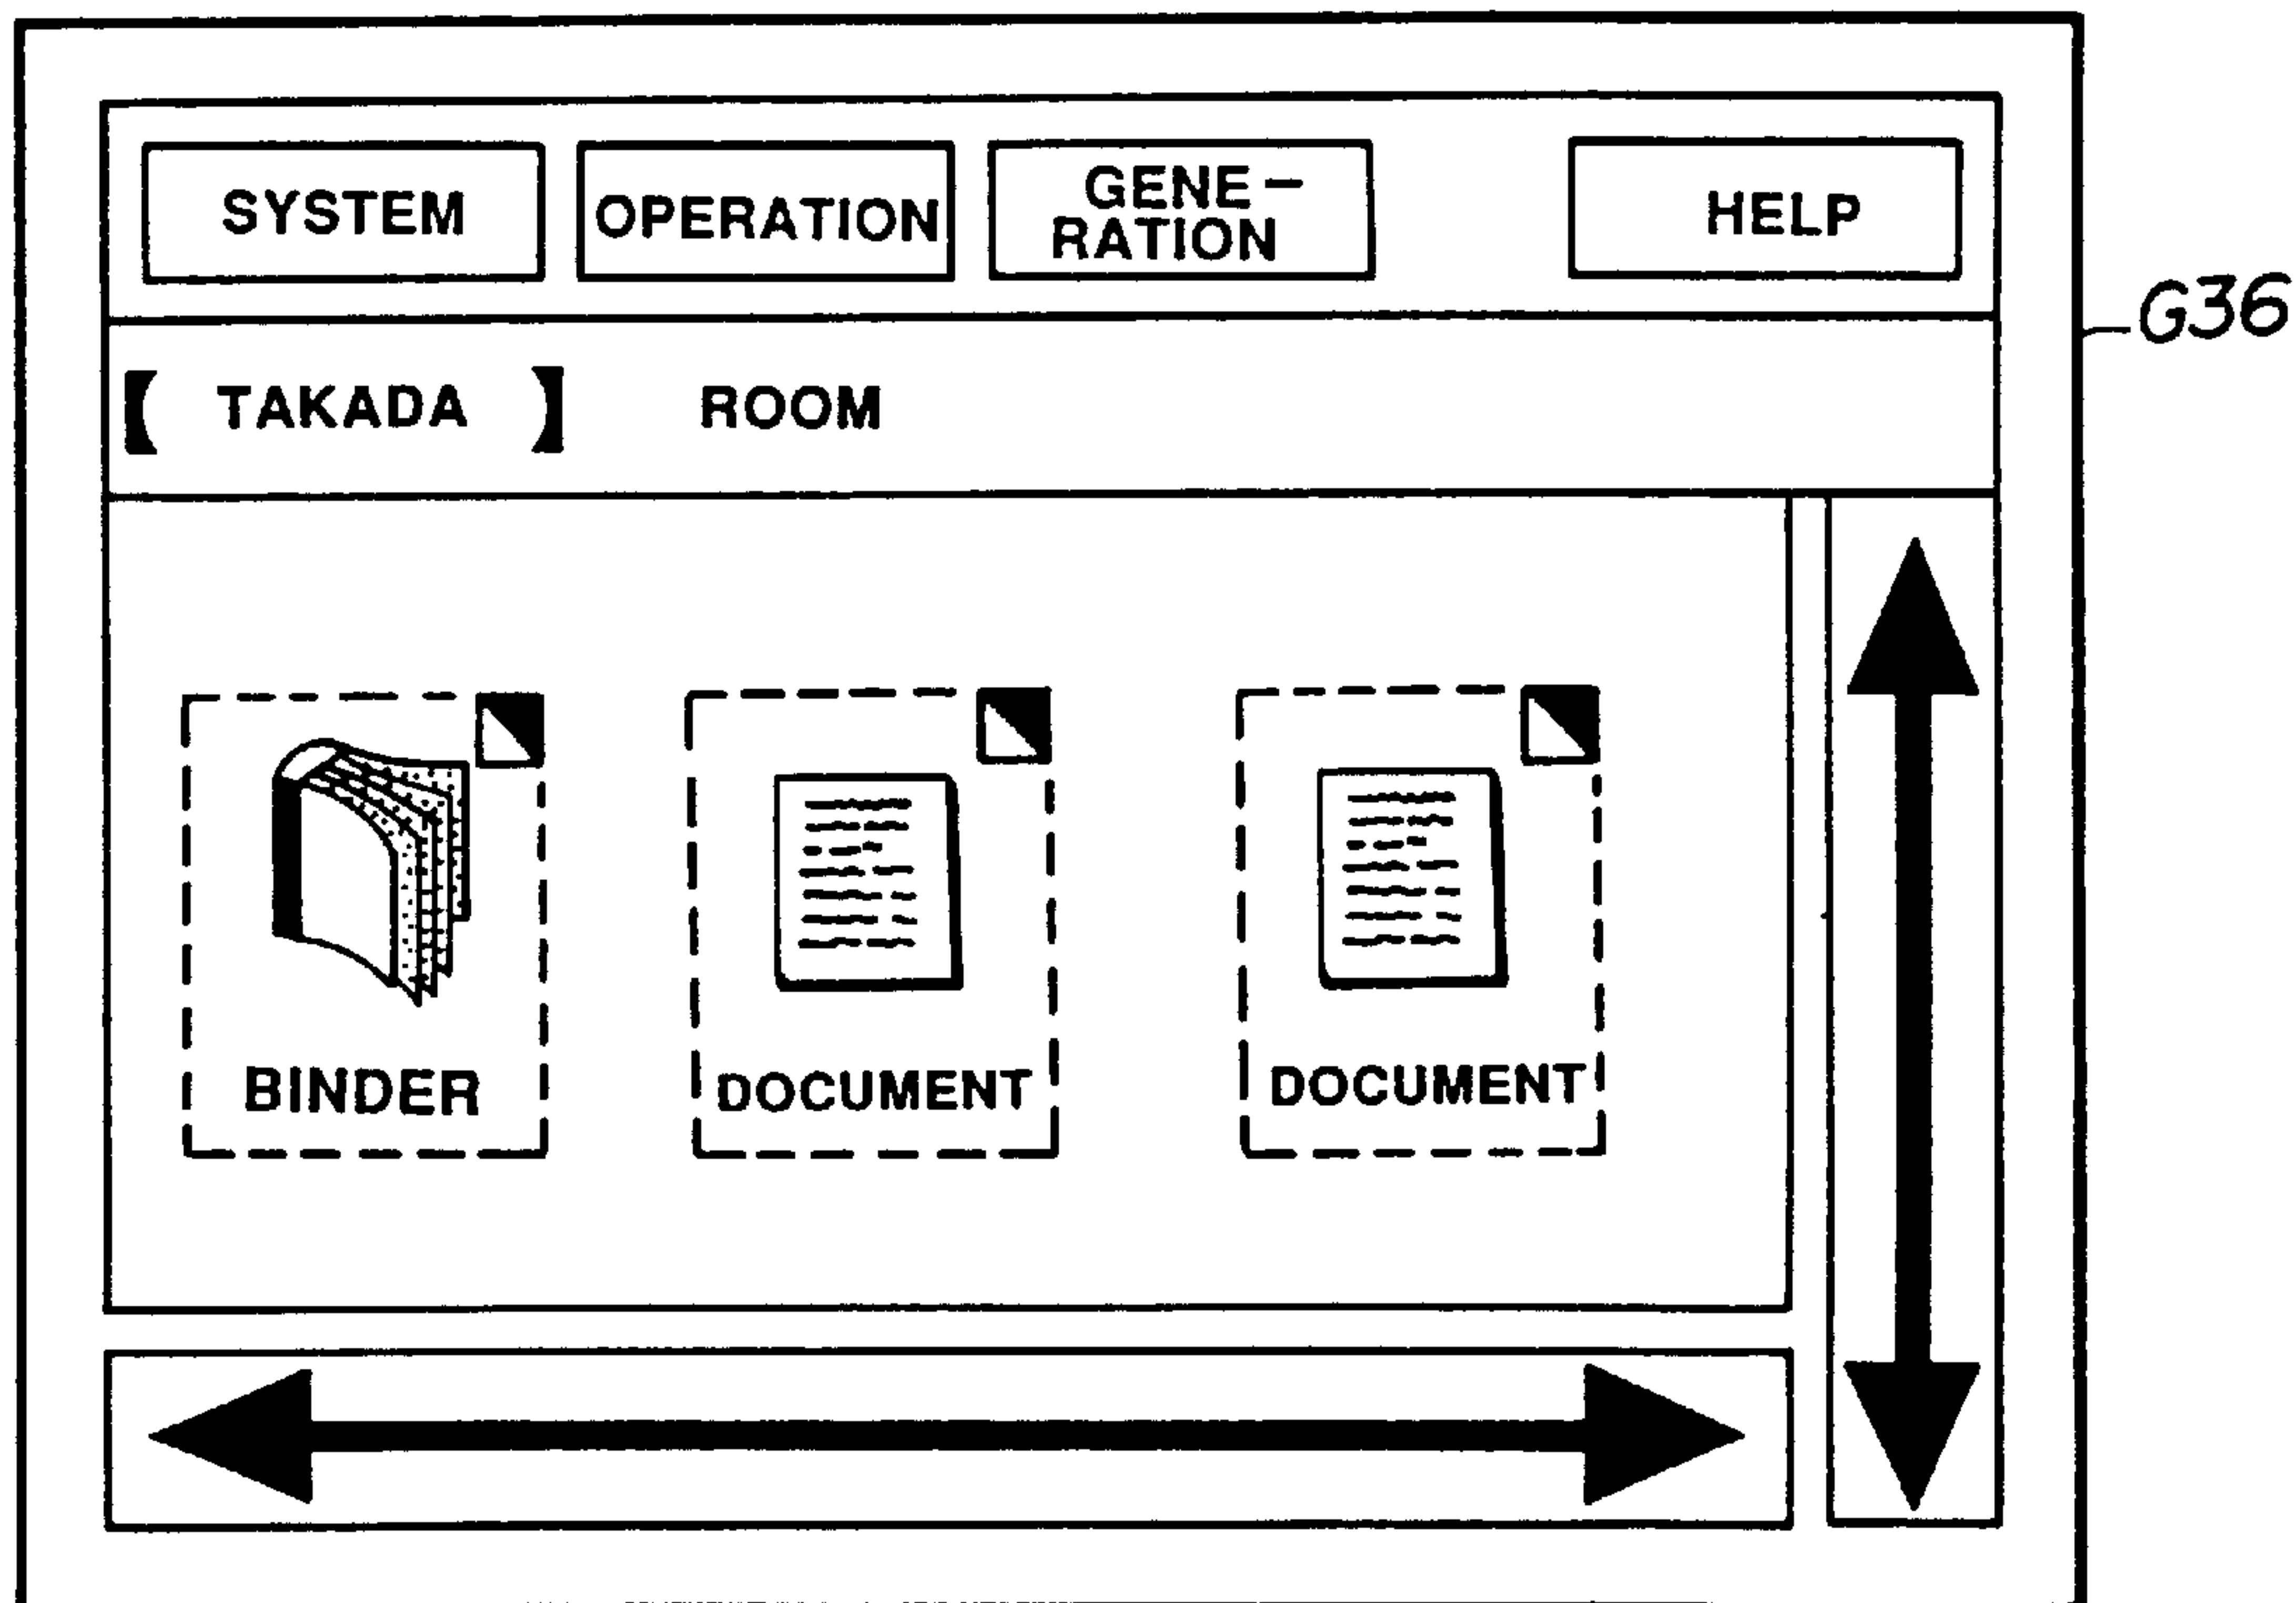 SYSTEM OPERATION GENE-
RATION HELP
G36
【 TAKADA 】 ROOM
BINDER DOCUMENT DOCUMENT